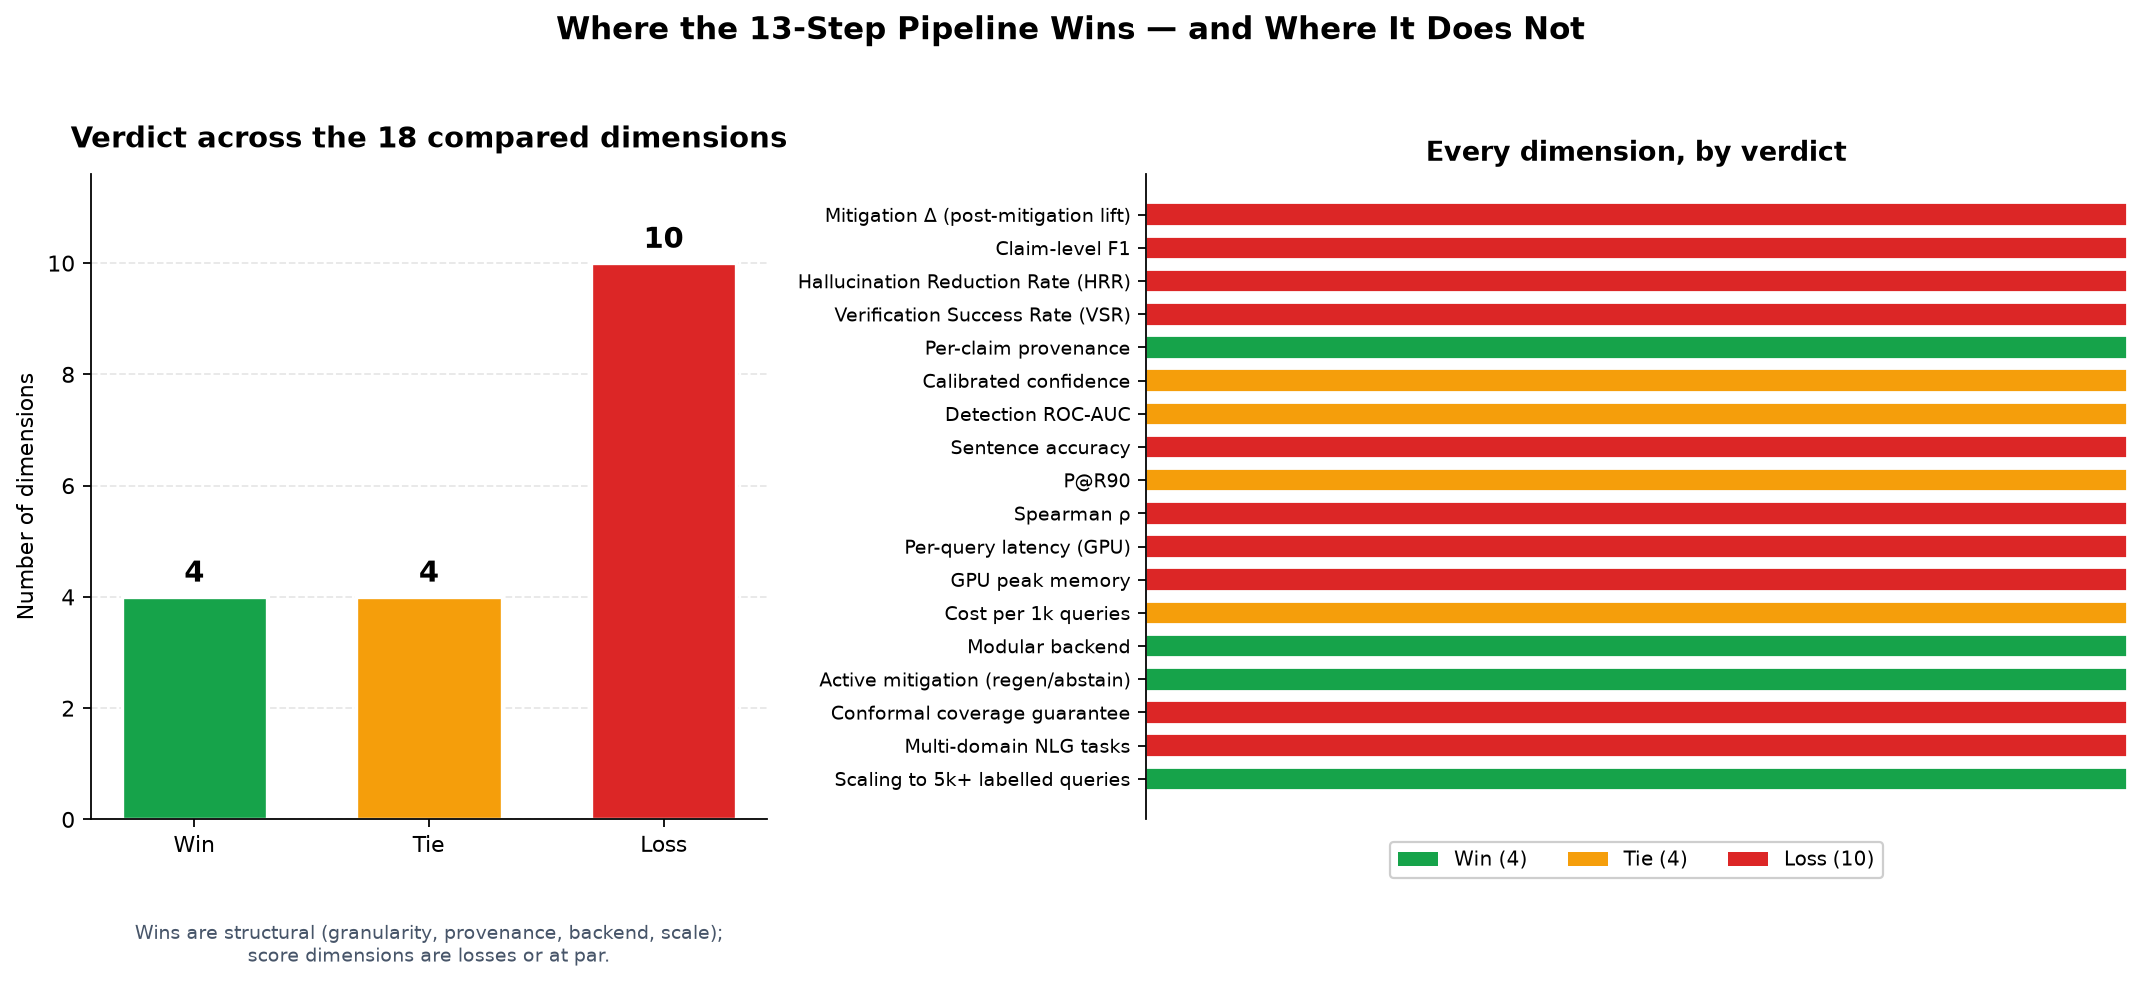 Where the 13-Step Pipeline Wins — and Where It Does Not
Verdict across the 18 compared dimensions
Number of dimensions
10
8
6
4
2
0
4
4
10
Win
Tie
Loss
Wins are structural (granularity, provenance, backend, scale);
score dimensions are losses or at par.
Every dimension, by verdict
Mitigation Δ (post-mitigation lift)
Claim-level F1
Hallucination Reduction Rate (HRR)
Verification Success Rate (VSR)
Per-claim provenance
Calibrated confidence
Detection ROC-AUC
Sentence accuracy
P@R90
Spearman ρ
Per-query latency (GPU)
GPU peak memory
Cost per 1k queries
Modular backend
Active mitigation (regen/abstain)
Conformal coverage guarantee
Multi-domain NLG tasks
Scaling to 5k+ labelled queries
Win (4)
Tie (4)
Loss (10)